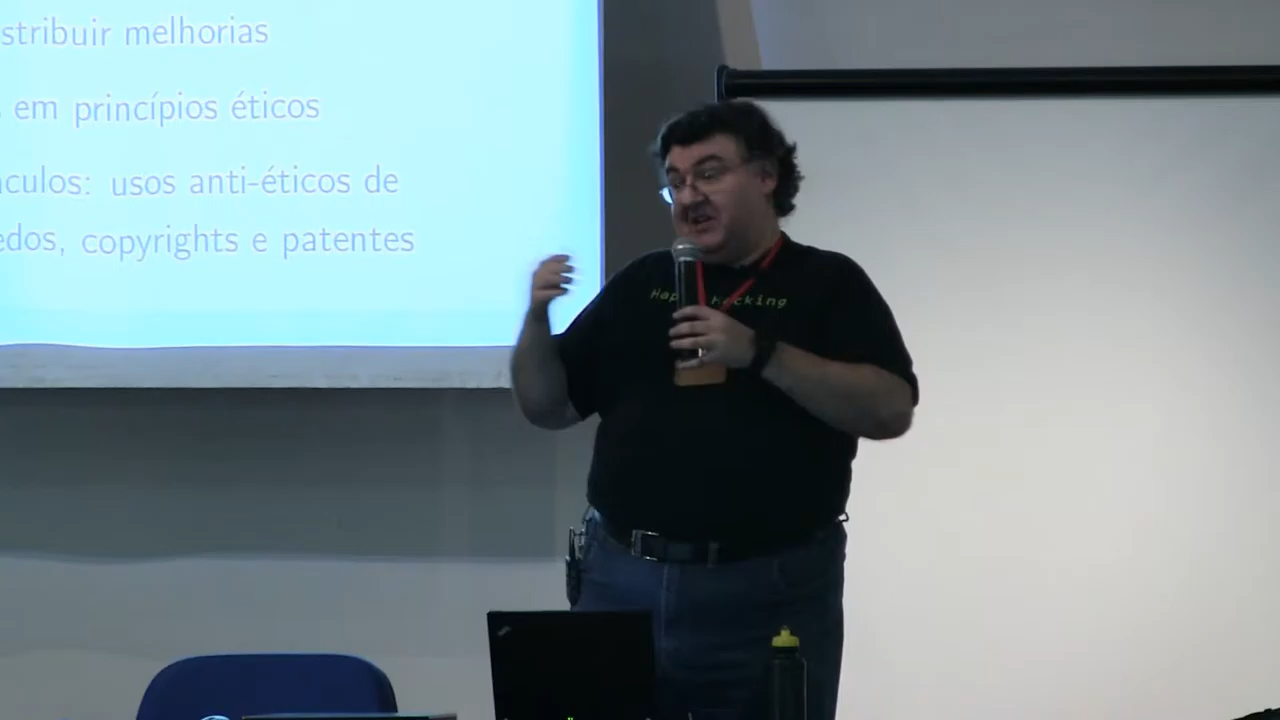 stribuir melhorias
em princípios éticos
culos: usos anti-éticos de
edos, copyrights e patentes
Hacking